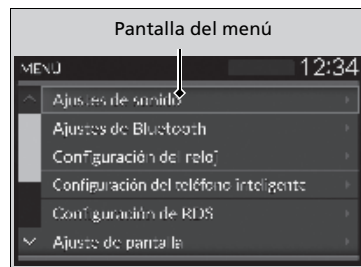 Pantalla del menú
MENÚ 12:34
Ajustes de sonido
Ajustes de Bluetooth
Configuración del reloj
Configuración del teléfono inteligente
Configuración de RDS
Ajuste de pantalla